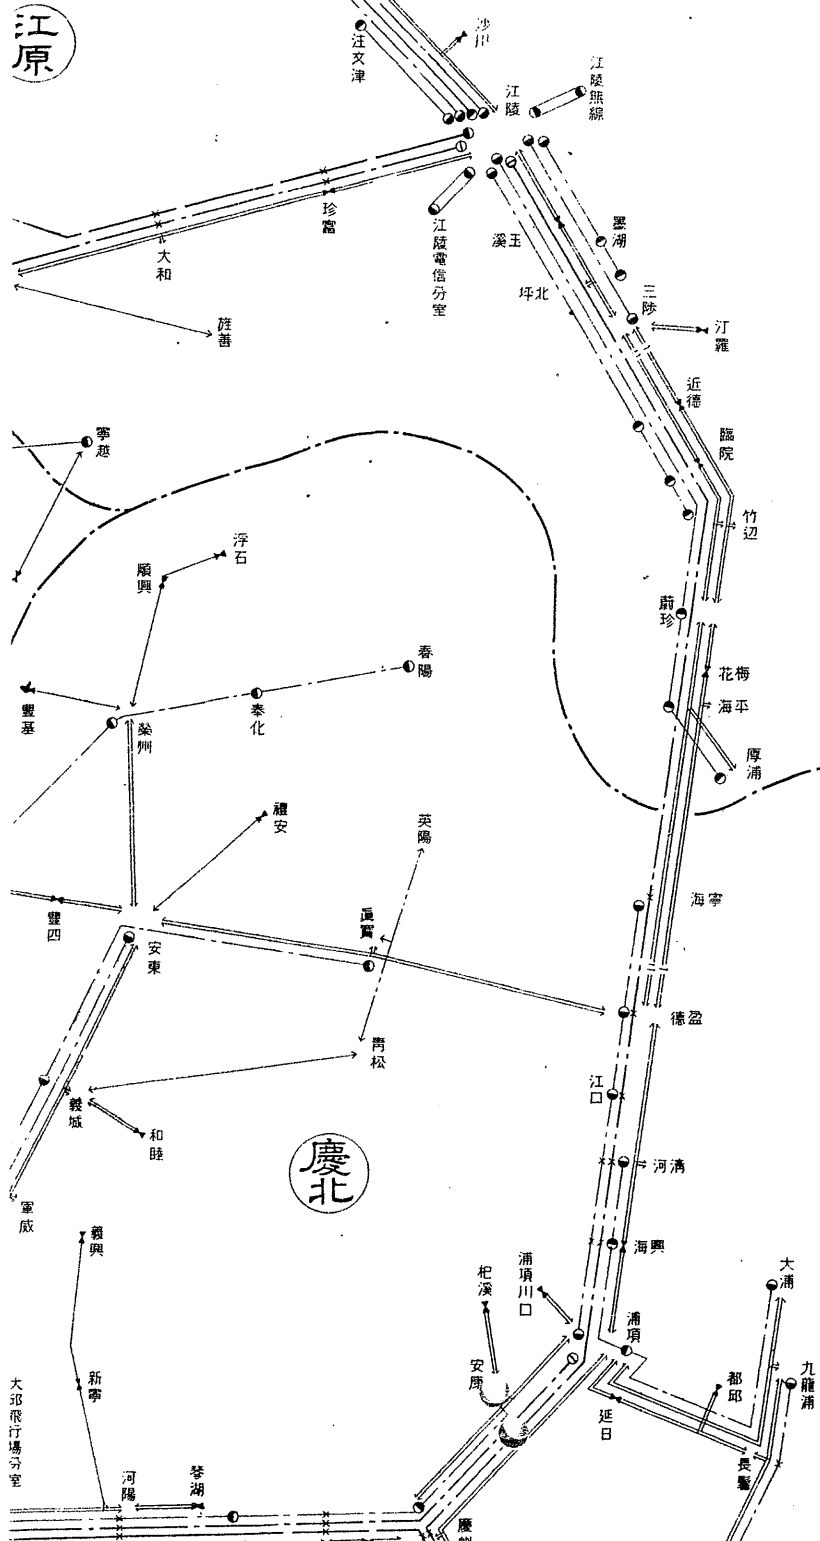 江原
注文津
沙川
江陵
江陵無線
珍富
大和
江陵電信分室
溪玉
墨湖
坪北
三陟
汀羅
旌善
近德
臨院
寧越
竹辺
浮石
順興
蔚珍
春陽
奉化
豐基
榮州
花梅
海平
厚浦
禮安
英陽
海寧
豐四
眞寶
安東
德盈
靑松
江口
義城
和睦
慶北
河淸
軍威
義興
海興
杞溪
浦項川口
大浦
浦項
安康
新寧
都邱
九龍浦
大邱飛行場分室
延日
長鬐
河陽
琴湖
慶